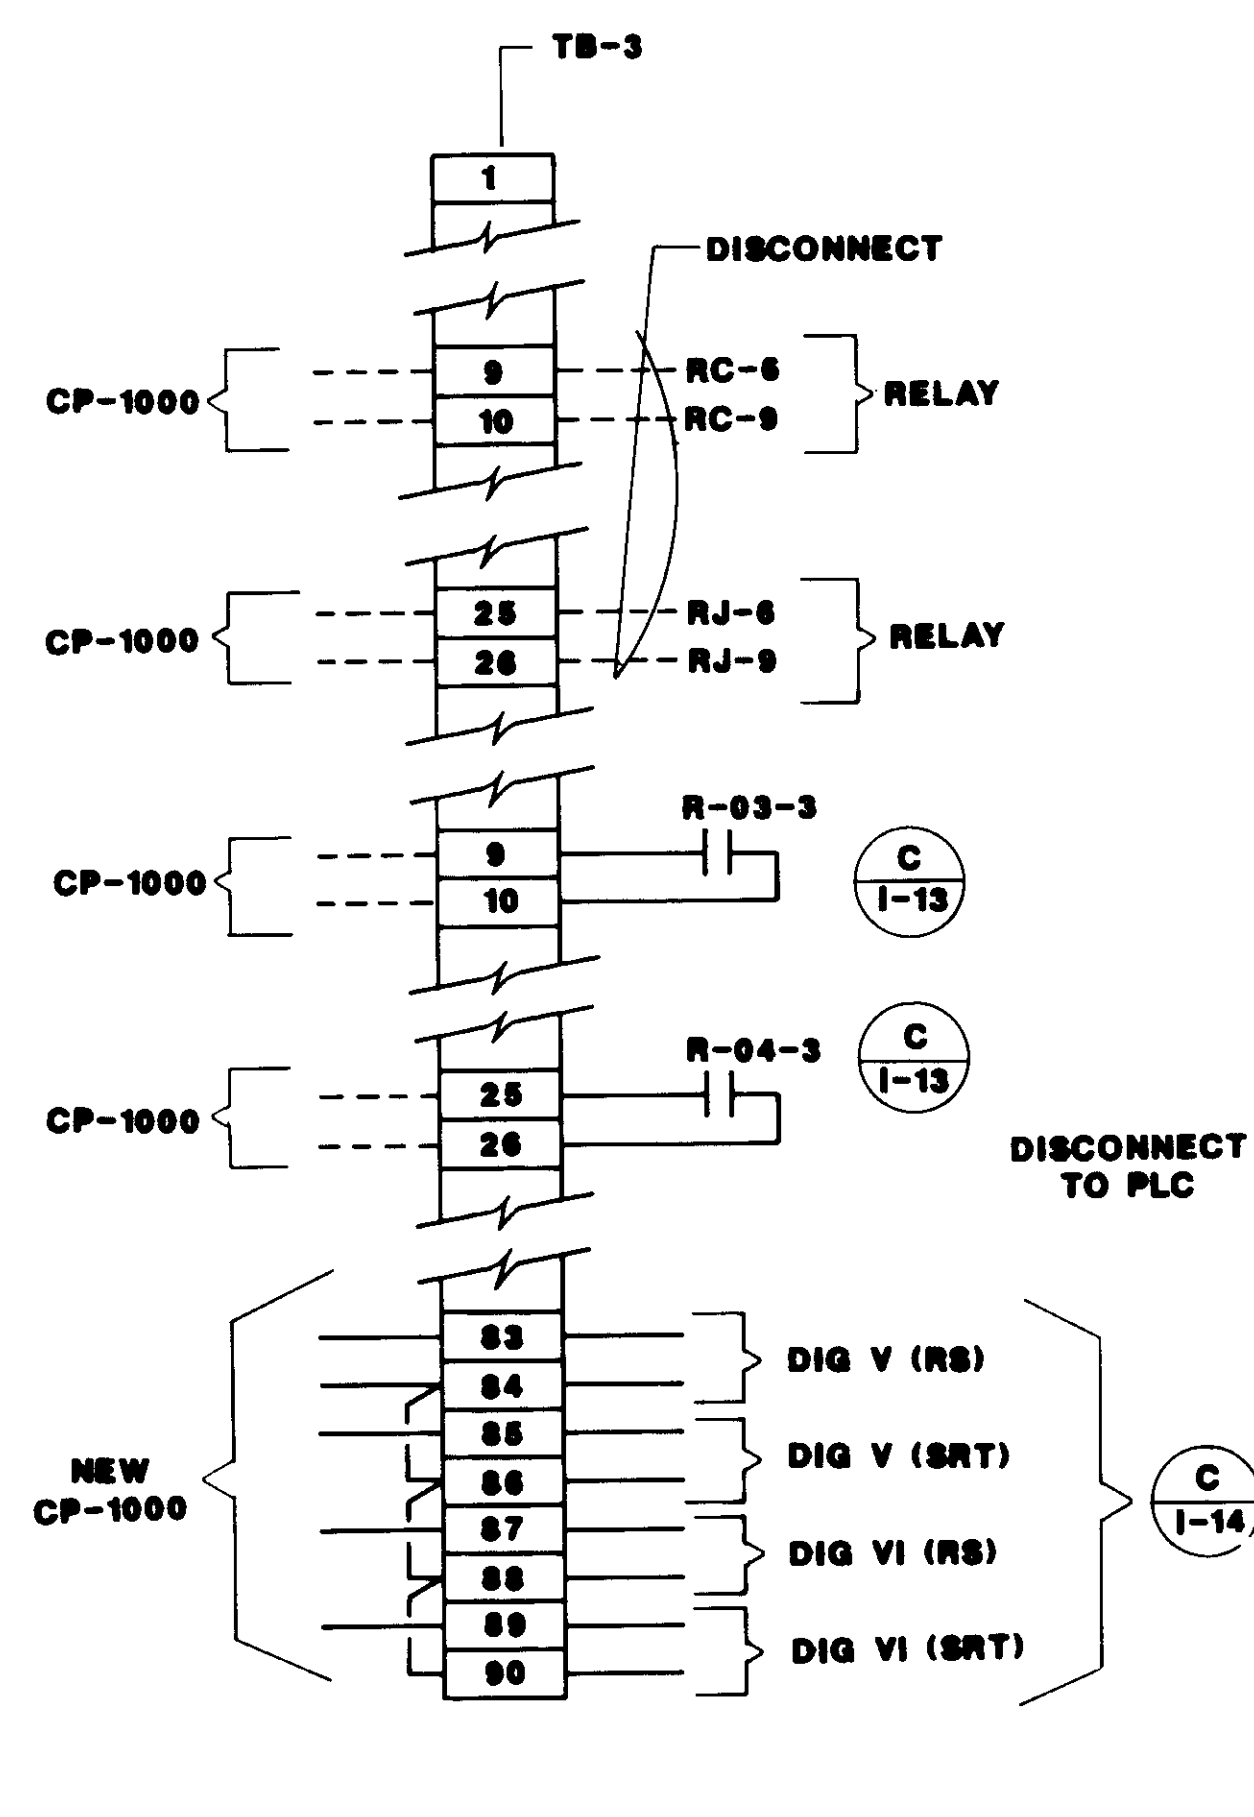 TB-3
1
DISCONNECT
CP-1000
9
RC-6
10
RC-9
RELAY
CP-1000
25
RJ-6
26
RJ-9
RELAY
R-03-3
CP-1000
9
10
C
I-13
R-04-3
CP-1000
25
26
C
I-13
DISCONNECT
TO PLC
83
84
DIG V (RS)
85
86
DIG V (SRT)
NEW
CP-1000
87
88
DIG VI (RS)
89
90
DIG VI (SRT)
C
I-14